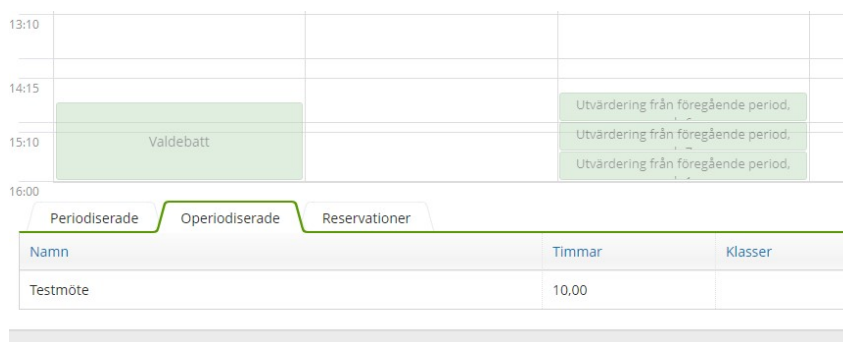 13:10
14:15
Utvärdering från föregående period,
Valdebatt
Utvärdering från föregående period,
15:10
Utvärdering från föregående period,
16:00
Periodiserade Operiodiserade Reservationer
Namn Timmar Klasser
Testmöte 10,00